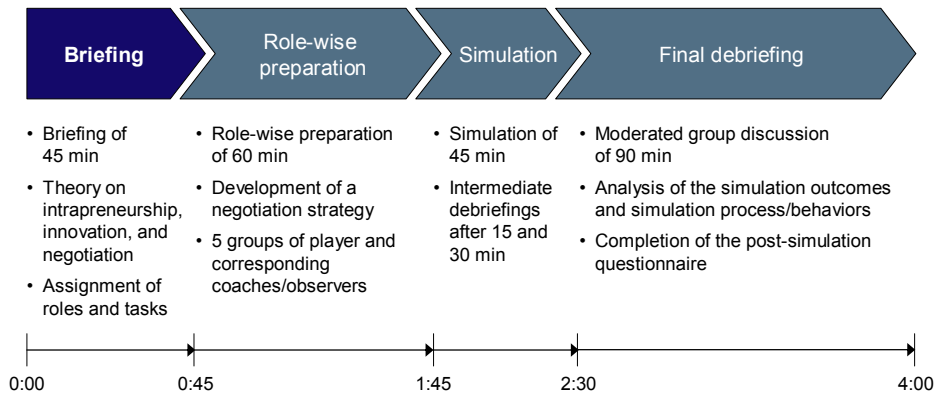 Briefing
Role-wise
preparation
Simulation
Final debriefing
• Briefing of
45 min
• Theory on
intrapreneurship,
innovation, and
negotiation
• Assignment of
roles and tasks
• Role-wise preparation
of 60 min
• Development of a
negotiation strategy
• 5 groups of player and
corresponding
coaches/observers
• Simulation of
45 min
• Intermediate
debriefings
after 15 and
30 min
• Moderated group discussion
of 90 min
• Analysis of the simulation outcomes
and simulation process/behaviors
• Completion of the post-simulation
questionnaire
0:00
0:45
1:45
2:30
4:00